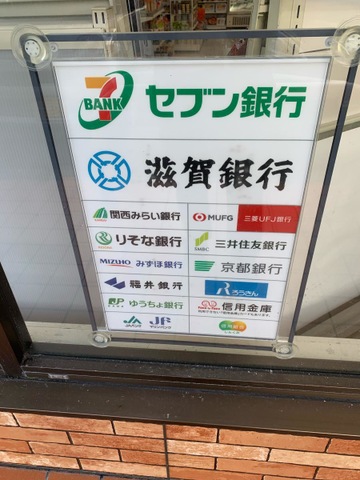 7
BANK セブン銀行
滋賀銀行
関西みらい銀行 MUFG 三菱UFJ銀行
りそな銀行 SMBC 三井住友銀行
MIZUHO みずほ銀行 京都銀行
福井銀行 ろうきん
JP ゆうちょ銀行 信用金庫
JA JF